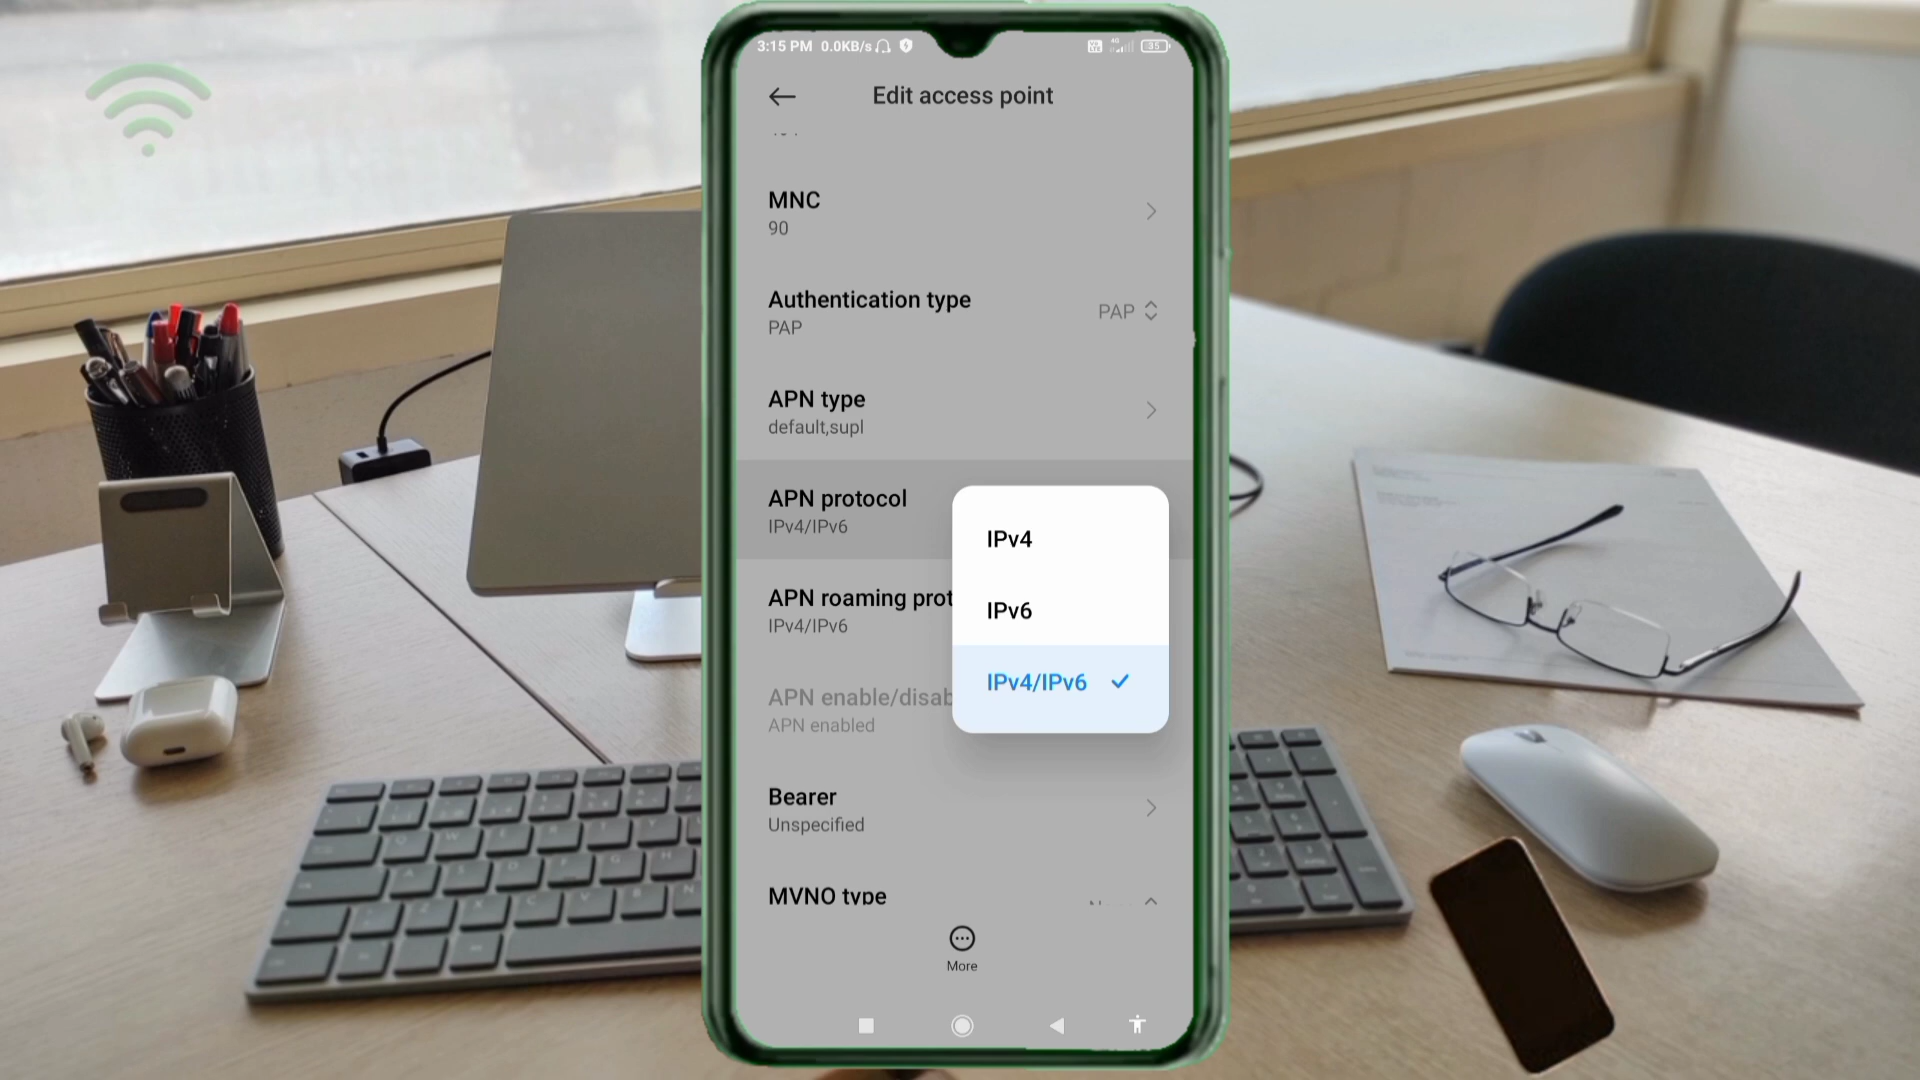 3:15 PM 0.0KB/s
4G
35
Edit access point
MNC
90
Authentication type
PAP
PAP
APN type
default,supl
APN protocol
IPv4/IPv6
IPv4
IPv6
IPv4/IPv6
APN roaming prot
IPv4/IPv6
APN enable/disab
APN enabled
Bearer
Unspecified
MVNO type
More